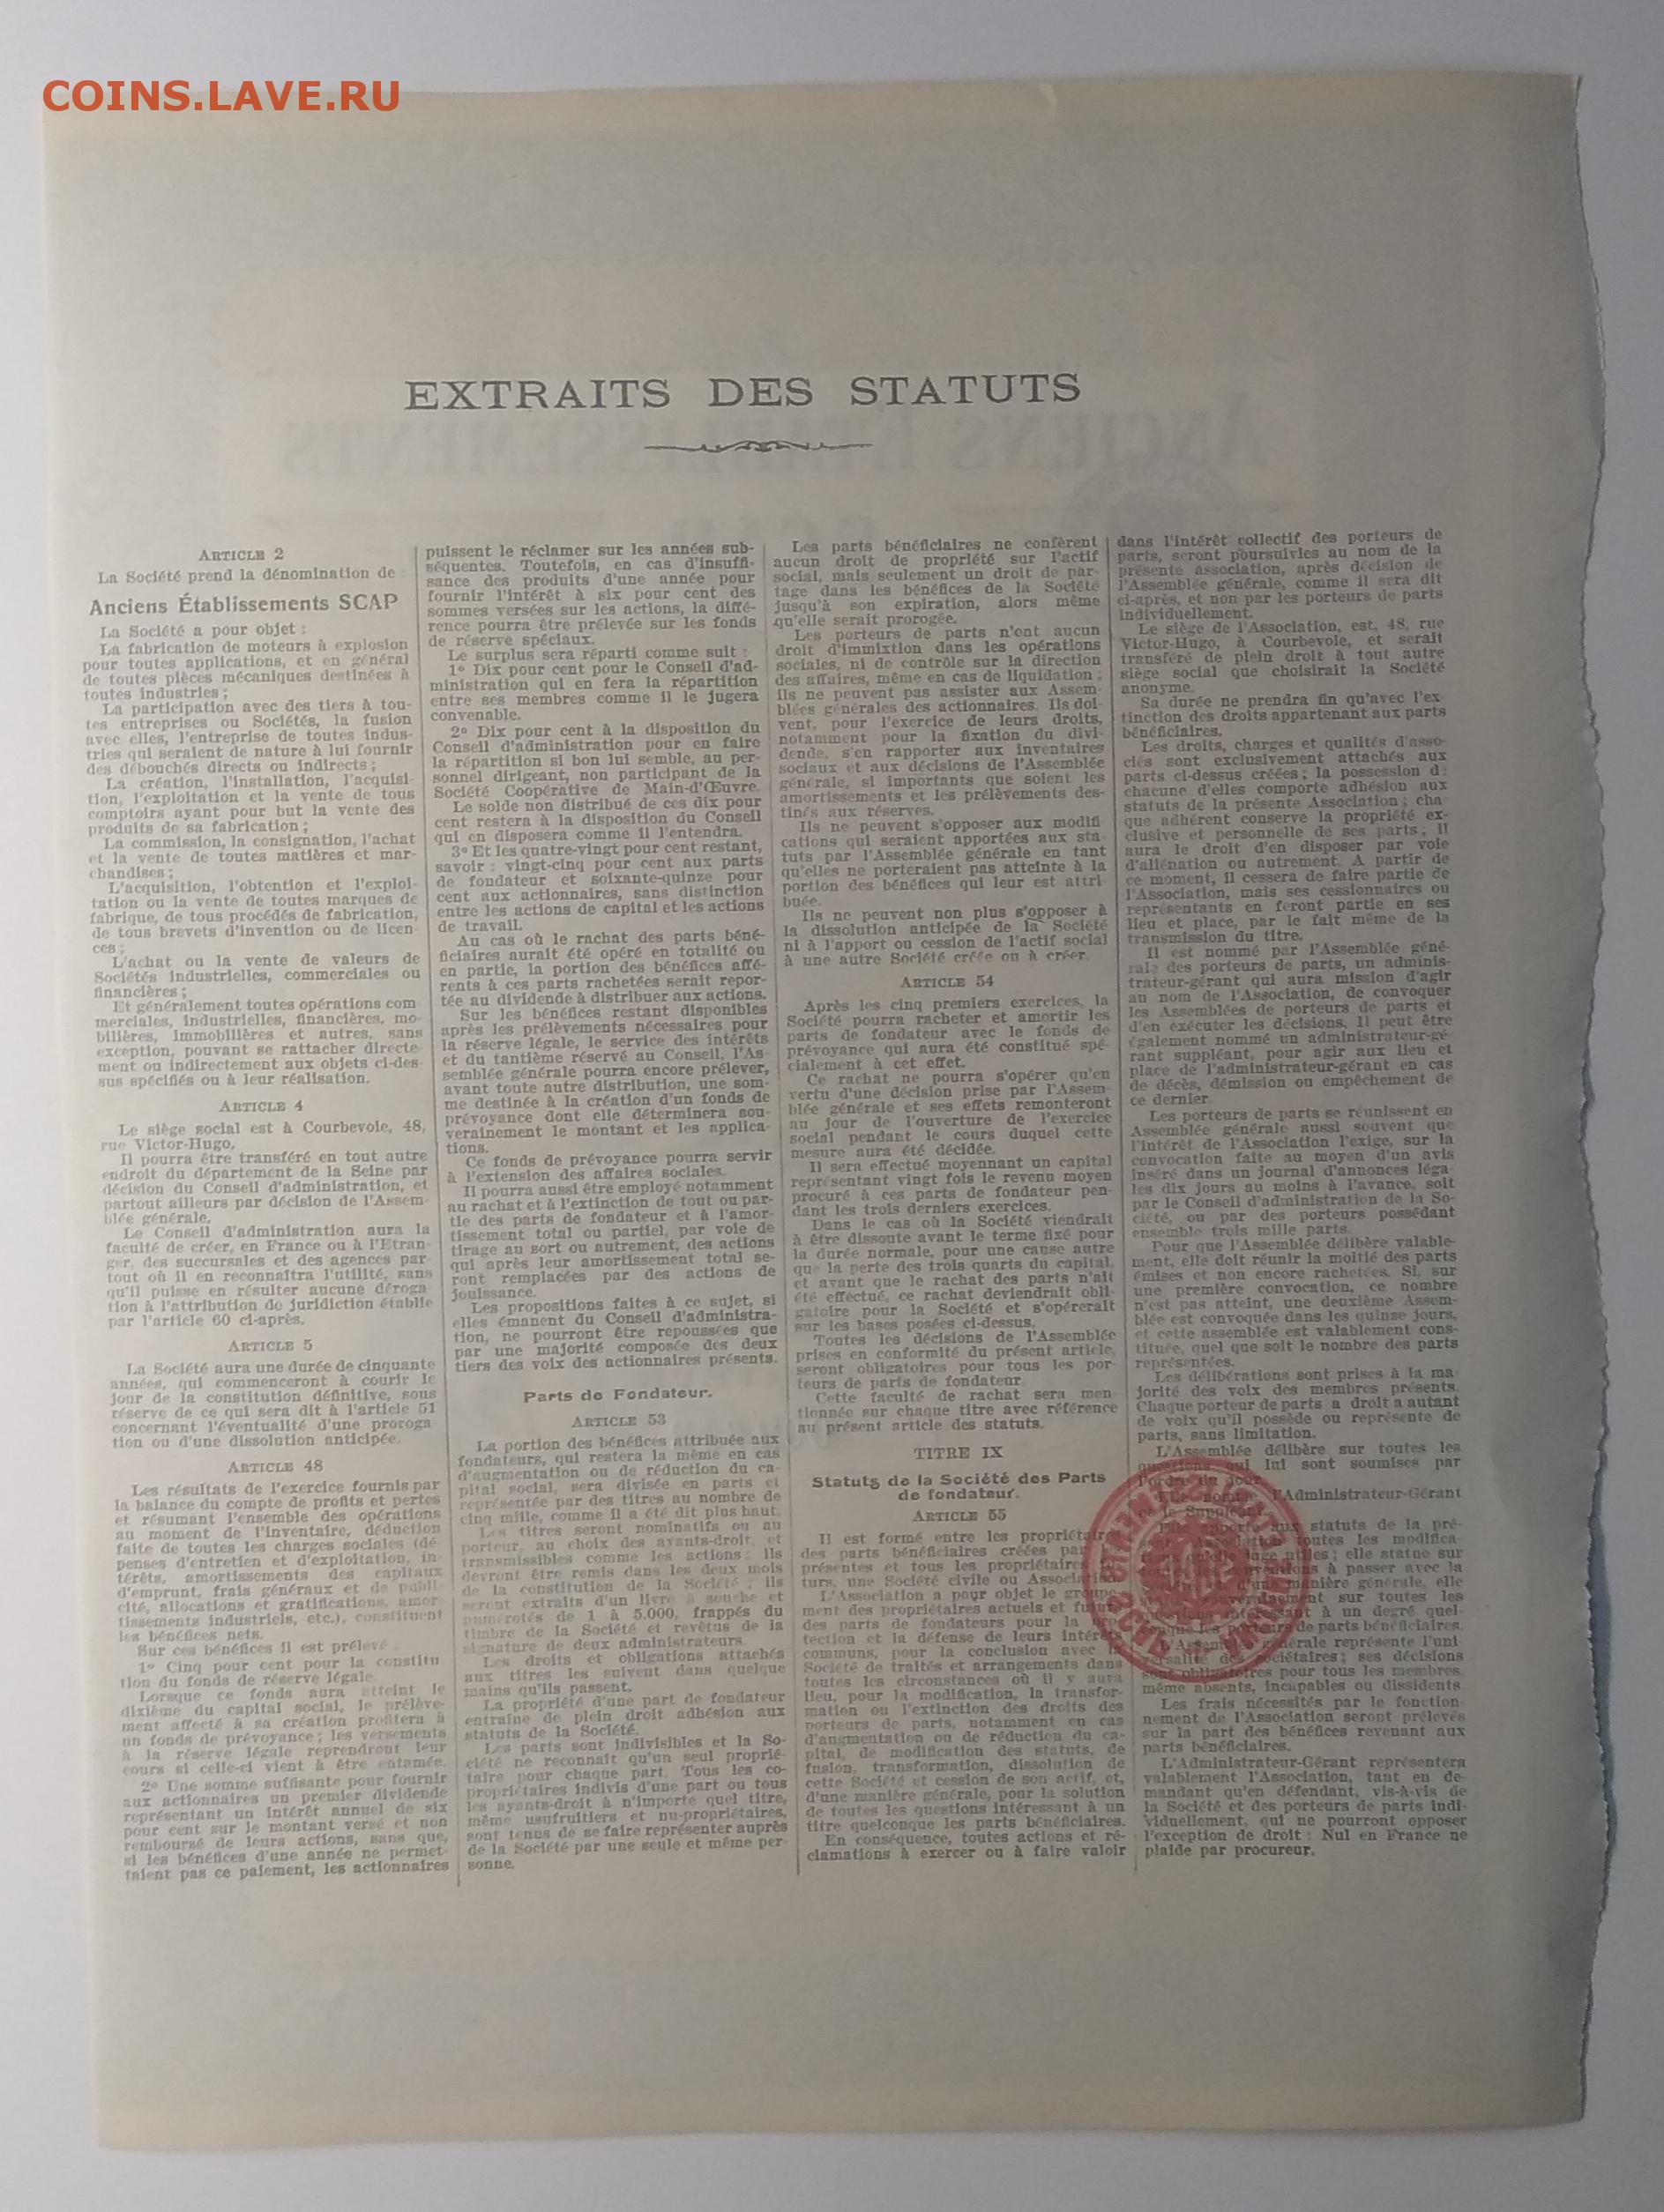 COINS.LAVE.RU
EXTRAITS DES STATUTS
ARTICLE 2
La Société prend la dénomination de
Anciens Établissements SCAP
La Société a pour objet :
La fabrication de moteurs à explosion
pour toutes applications, et en général
de toutes pièces mécaniques destinées à
toutes industries ;
La participation avec des tiers à tou-
tes entreprises ou Sociétés, la fusion
avec elles, l'entreprise de toutes indus-
tries qui seraient de nature à lui fournir
des débouchés directs ou indirects ;
La création, l'installation, l'acquisi-
tion, l'exploitation et la vente de tous
comptoirs ayant pour but la vente des
produits de sa fabrication ;
La commission, la consignation, l'achat
et la vente de toutes matières et mar-
chandises ;
L'acquisition, l'obtention et l'exploi-
tation ou la vente de toutes marques de
fabrique, de tous procédés de fabrication,
de tous brevets d'invention ou de licen-
ces ;
L'achat ou la vente de valeurs de
Sociétés industrielles, commerciales ou
financières ;
Et généralement toutes opérations com
merciales, industrielles, financières, mo-
bilières, immobilières et autres, sans
exception, pouvant se rattacher directe-
ment ou indirectement aux objets ci-des-
sus spécifiés ou à leur réalisation.
ARTICLE 4
Le siège social est à Courbevoie, 48,
rue Victor-Hugo.
Il pourra être transféré en tout autre
endroit du département de la Seine par
décision du Conseil d'administration, et
partout ailleurs par décision de l'Assem-
blée générale.
Le Conseil d'administration aura la
faculté de créer, en France ou à l'Etran-
ger, des succursales et des agences par-
tout où il en reconnaîtra l'utilité, sans
qu'il puisse en résulter aucune déroga-
tion à l'attribution de juridiction établie
par l'article 60 ci-après.
ARTICLE 5
La Société aura une durée de cinquante
années, qui commenceront à courir le
jour de la constitution définitive, sous
réserve de ce qui sera dit à l'article 51
concernant l'éventualité d'une proroga
tion ou d'une dissolution anticipée.
ARTICLE 48
Les résultats de l'exercice fournis par
la balance du compte de profits et pertes
et résumant l'ensemble des opérations
au moment de l'inventaire, déduction
faite de toutes les charges sociales (dé-
penses d'entretien et d'exploitation, in-
térêts, amortissements des capitaux
d'emprunt, frais généraux et de publi-
cité, allocations et gratifications, amor-
tissements industriels, etc.), constituent
les bénéfices nets.
Sur ces bénéfices il est prélevé :
1° Cinq pour cent pour la constitu
tion du fonds de réserve légale.
Lorsque ce fonds aura atteint le
dixième du capital social, le prélève-
ment affecté à sa création profitera à
un fonds de prévoyance ; les versements
à la réserve légale reprendront leur
cours si celle-ci vient à être entamée.
2° Une somme suffisante pour fournir
aux actionnaires un premier dividende
représentant un intérêt annuel de six
pour cent sur le montant versé et non
remboursé de leurs actions, sans que,
si les bénéfices d'une année ne permet-
taient pas ce paiement, les actionnaires
puissent le réclamer sur les années sub-
séquentes. Toutefois, en cas d'insuffi-
sance des produits d'une année pour
fournir l'intérêt à six pour cent des
sommes versées sur les actions, la diffé-
rence pourra être prélevée sur les fonds
de réserve spéciaux.
Le surplus sera réparti comme suit :
1° Dix pour cent pour le Conseil d'ad-
ministration qui en fera la répartition
entre ses membres comme il le jugera
convenable.
2° Dix pour cent à la disposition du
Conseil d'administration pour en faire
la répartition si bon lui semble, au per-
sonnel dirigeant, non participant de la
Société Coopérative de Main-d'Œuvre.
Le solde non distribué de ces dix pour
cent restera à la disposition du Conseil
qui en disposera comme il l'entendra.
3° Et les quatre-vingt pour cent restant,
savoir : vingt-cinq pour cent aux parts
de fondateur et soixante-quinze pour
cent aux actionnaires, sans distinction
entre les actions de capital et les actions
de travail.
Au cas où le rachat des parts béné-
ficiaires aurait été opéré en totalité ou
en partie, la portion des bénéfices affé-
rents à ces parts rachetées serait repor-
tée au dividende à distribuer aux actions.
Sur les bénéfices restant disponibles
après les prélèvements nécessaires pour
la réserve légale, le service des intérêts
et du tantième réservé au Conseil, l'As-
semblée générale pourra encore prélever,
avant toute autre distribution, une som-
me destinée à la création d'un fonds de
prévoyance dont elle déterminera sou-
verainement le montant et les applica-
tions.
Ce fonds de prévoyance pourra servir
à l'extension des affaires sociales.
Il pourra aussi être employé notamment
au rachat et à l'extinction de tout ou par-
tie des parts de fondateur et à l'amor-
tissement total ou partiel, par voie de
tirage au sort ou autrement, des actions
qui après leur amortissement total se-
ront remplacées par des actions de
jouissance.
Les propositions faites à ce sujet, si
elles émanent du Conseil d'administra-
tion, ne pourront être repoussées que
par une majorité composée des deux
tiers des voix des actionnaires présents.
Parts de Fondateur.
ARTICLE 53
La portion des bénéfices attribuée aux
fondateurs, qui restera la même en cas
d'augmentation ou de réduction du ca-
pital social, sera divisée en parts et
représentée par des titres au nombre de
cinq mille, comme il a été dit plus haut.
Les titres seront nominatifs ou au
porteur, au choix des ayants-droit, et
transmissibles comme les actions ; ils
devront être remis dans les deux mois
de la constitution de la Société ; ils
seront extraits d'un livre à souche et
numérotés de 1 à 5.000, frappés du
timbre de la Société et revêtus de la
signature de deux administrateurs.
Les droits et obligations attachés
aux titres les suivent dans quelque
mains qu'ils passent.
La propriété d'une part de fondateur
entraîne de plein droit adhésion aux
statuts de la Société.
Les parts sont indivisibles et la So-
ciété ne reconnait qu'un seul proprié-
taire pour chaque part. Tous les co-
propriétaires indivis d'une part ou tous
les ayants-droit à n'importe quel titre,
même usufruitiers et nu-propriétaires,
sont tenus de se faire représenter auprès
de la Société par une seule et même per-
sonne.
Les parts bénéficiaires ne confèrent
aucun droit de propriété sur l'actif
social, mais seulement un droit de par-
tage dans les bénéfices de la Société
jusqu'à son expiration, alors même
qu'elle serait prorogée.
Les porteurs de parts n'ont aucun
droit d'immixtion dans les opérations
sociales, ni de contrôle sur la direction
des affaires, même en cas de liquidation ;
ils ne peuvent pas assister aux Assem-
blées générales des actionnaires. Ils doi-
vent, pour l'exercice de leurs droits,
notamment pour la fixation du divi-
dende, s'en rapporter aux inventaires
sociaux et aux décisions de l'Assemblée
générale, si importants que soient les
amortissements et les prélèvements des-
tinés aux réserves.
Ils ne peuvent s'opposer aux modifi
cations qui seraient apportées aux sta-
tuts par l'Assemblée générale en tant
qu'elles ne porteraient pas atteinte à la
portion des bénéfices qui leur est attri
buée.
Ils ne peuvent non plus s'opposer à
la dissolution anticipée de la Société
ni à l'apport ou cession de l'actif social
à une autre Société créée ou à créer.
ARTICLE 54
Après les cinq premiers exercices, la
Société pourra racheter et amortir les
parts de fondateur avec le fonds de
prévoyance qui aura été constitué spé-
cialement à cet effet.
Ce rachat ne pourra s'opérer qu'en
vertu d'une décision prise par l'Assem
blée générale et ses effets remonteront
au jour de l'ouverture de l'exercice
social pendant le cours duquel cette
mesure aura été décidée.
Il sera effectué moyennant un capital
représentant vingt fois le revenu moyen
procuré à ces parts de fondateur pen-
dant les trois derniers exercices.
Dans le cas où la Société viendrait
à être dissoute avant le terme fixé pour
la durée normale, pour une cause autre
que la perte des trois quarts du capital,
et avant que le rachat des parts n'ait
été effectué, ce rachat deviendrait obli-
gatoire pour la Société et s'opérerait
sur les bases posées ci-dessus.
Toutes les décisions de l'Assemblée
prises en conformité du présent article,
seront obligatoires pour tous les por-
teurs de parts de fondateur.
Cette faculté de rachat sera men
tionnée sur chaque titre avec référence
au présent article des statuts.
TITRE IX
Statuts de la Société des Parts
de fondateur.
ARTICLE 55
Il est formé entre les propriétaire
des parts bénéficiaires créées par
présentes et tous les propriétaires
turs, une Société civile ou Association
L'Association a pour objet le groupe-
ment des propriétaires actuels et futurs
des parts de fondateurs pour la pro-
tection et la défense de leurs intérêts
communs, pour la conclusion avec la
Société de traités et arrangements dans
toutes les circonstances où il y aura
lieu, pour la modification, la transfor-
mation ou l'extinction des droits des
porteurs de parts, notamment en cas
d'augmentation ou de réduction du ca-
pital, de modification des statuts, de
fusion, transformation, dissolution de
cette Société et cession de son actif, et,
d'une manière générale, pour la solution
de toutes les questions intéressant à un
titre quelconque les parts bénéficiaires.
En conséquence, toutes actions et ré-
clamations à exercer ou à faire valoir
dans l'intérêt collectif des porteurs de
parts, seront poursuivies au nom de la
présente association, après décision de
l'Assemblée générale, comme il sera dit
ci-après, et non par les porteurs de parts
individuellement.
Le siège de l'Association, est, 48, rue
Victor-Hugo, à Courbevoie, et serait
transféré de plein droit à tout autre
siège social que choisirait la Société
anonyme.
Sa durée ne prendra fin qu'avec l'ex
tinction des droits appartenant aux parts
bénéficiaires.
Les droits, charges et qualités d'asso-
ciés sont exclusivement attachés aux
parts ci-dessus créées ; la possession d
chacune d'elles comporte adhésion aux
statuts de la présente Association ; cha
que adhérent conserve la propriété ex-
clusive et personnelle de ses parts ; il
aura le droit d'en disposer par voie
d'aliénation ou autrement. A partir de
ce moment, il cessera de faire partie de
l'Association, mais ses cessionnaires ou
représentants en feront partie en ses
lieu et place, par le fait même de la
transmission du titre.
Il est nommé par l'Assemblée géné-
rale des porteurs de parts, un adminis-
trateur-gérant qui aura mission d'agir
au nom de l'Association, de convoquer
les Assemblées de porteurs de parts et
d'en exécuter les décisions. Il peut être
également nommé un administrateur-gé-
rant suppléant, pour agir aux lieu et
place de l'administrateur-gérant en cas
de décès, démission ou empêchement de
ce dernier.
Les porteurs de parts se réunissent en
Assemblée générale aussi souvent que
l'intérêt de l'Association l'exige, sur la
convocation faite au moyen d'un avis
inséré dans un journal d'annonces léga-
les dix jours au moins à l'avance, soit
par le Conseil d'administration de la So-
ciété, ou par des porteurs possédant
ensemble trois mille parts.
Pour que l'Assemblée délibère valable-
ment, elle doit réunir la moitié des parts
émises et non encore rachetées. Si, sur
une première convocation, ce nombre
n'est pas atteint, une deuxième Assem-
blée est convoquée dans les quinze jours,
et cette assemblée est valablement cons-
tituée, quel que soit le nombre des parts
représentées.
Les délibérations sont prises à la ma
jorité des voix des membres présents.
Chaque porteur de parts a droit a autant
de voix qu'il possède ou représente de
parts, sans limitation.
L'Assemblée délibère sur toutes les
questions qui lui sont soumises par
l'ordre du jour.
Elle nomme l'Administrateur-Gérant
et le Suppléant.
Elle apporte aux statuts de la pré-
Association toutes les modifica-
juge utiles ; elle statue sur
conventions à passer avec la
d'une manière générale, elle
souverainement sur toutes les
questions intéressant à un degré quel-
conque les porteurs de parts bénéficiaires.
L'Assemblée générale représente l'uni
versalité des sociétaires ; ses décisions
sont obligatoires pour tous les membres,
même absents, incapables ou dissidents.
Les frais nécessités par le fonction
nement de l'Association seront prélevés
sur la part des bénéfices revenant aux
parts bénéficiaires.
L'Administrateur-Gérant représentera
valablement l'Association, tant en de-
mandant qu'en défendant, vis-à-vis de
la Société et des porteurs de parts indi-
viduellement, qui ne pourront opposer
l'exception de droit : Nul en France ne
plaide par procureur.